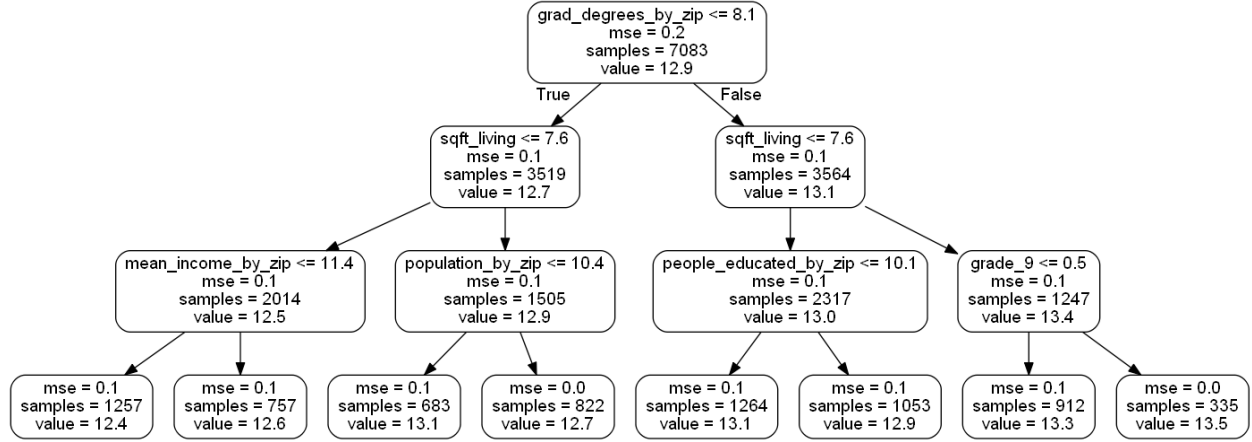 grad_degrees_by_zip <= 8.1
mse = 0.2
samples = 7083
value = 12.9
True
False
sqft_living <= 7.6
mse = 0.1
samples = 3519
value = 12.7
sqft_living <= 7.6
mse = 0.1
samples = 3564
value = 13.1
mean_income_by_zip <= 11.4
mse = 0.1
samples = 2014
value = 12.5
population_by_zip <= 10.4
mse = 0.1
samples = 1505
value = 12.9
people_educated_by_zip <= 10.1
mse = 0.1
samples = 2317
value = 13.0
grade_9 <= 0.5
mse = 0.1
samples = 1247
value = 13.4
mse = 0.1
samples = 1257
value = 12.4
mse = 0.1
samples = 757
value = 12.6
mse = 0.1
samples = 683
value = 13.1
mse = 0.0
samples = 822
value = 12.7
mse = 0.1
samples = 1264
value = 13.1
mse = 0.1
samples = 1053
value = 12.9
mse = 0.1
samples = 912
value = 13.3
mse = 0.0
samples = 335
value = 13.5